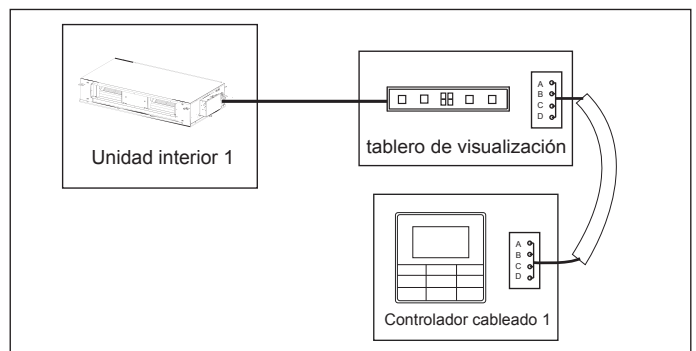 Unidad interior 1
A
B
C
D
tablero de visualización
A
B
C
D
Controlador cableado 1